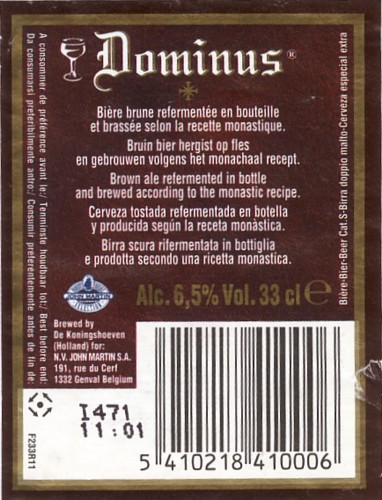 Dominus®
Bière brune refermentée en bouteille
et brassée selon la recette monastique.
Bruin bier hergist op fles
en gebrouwen volgens het monachaal recept.
Brown ale refermented in bottle
and brewed according to the monastic recipe.
Cerveza tostada refermentada en botella
y producida según la receta monàstica.
Birra scura rifermentata in bottiglia
e prodotta secondo una ricetta monastica.
JOHN MARTIN
SELECTION
Alc. 6,5% Vol. 33 cl e
Brewed by
De Koningshoeven
(Holland) for:
N.V. JOHN MARTIN S.A.
191, rue du Cerf
1332 Genval Belgium
I471
11:01
5 410218 410006
F233R11
A consommer de préférence avant le:/ Tenminste houdbaar tot:/ Best before end:
Da consumarsi preferibilmente antro:/ Consumir preferentemente antes de fin de:
Bière-Bier-Beer Cat.S-Birra doppio malto-Cerveza especial extra